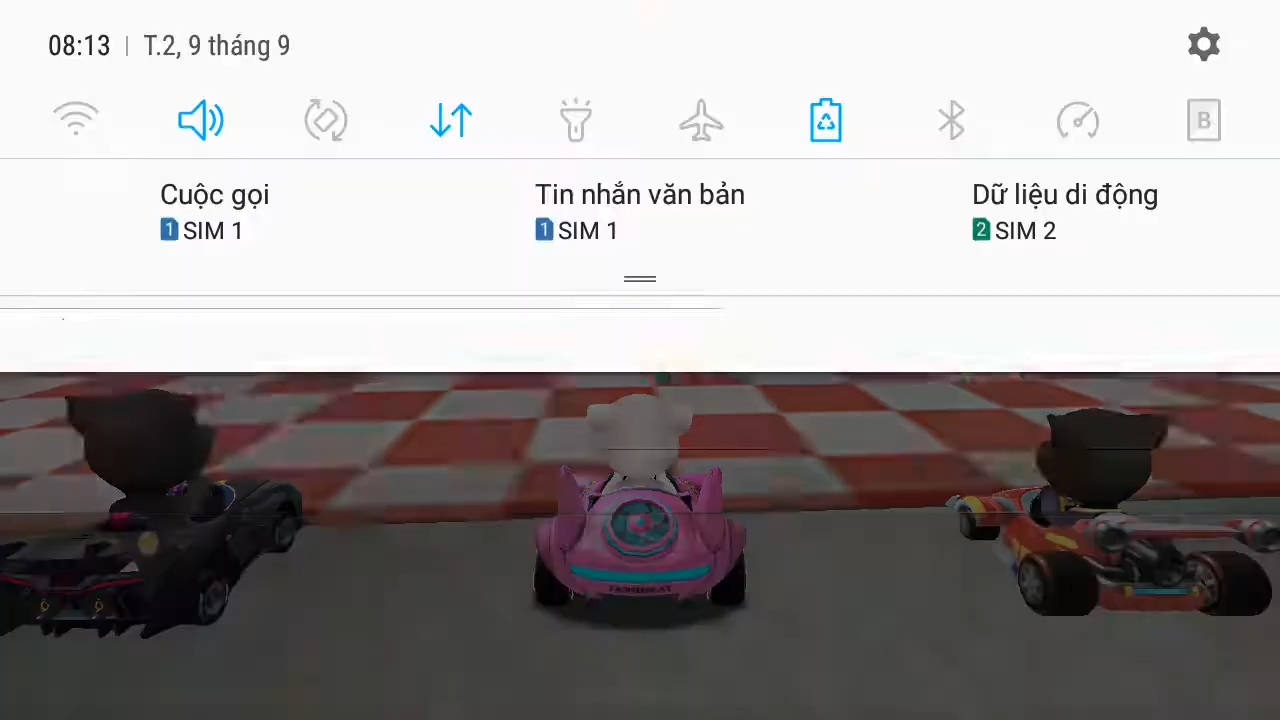 08:13 | T.2, 9 tháng 9
B
Cuộc gọi
1 SIM 1
Tin nhắn văn bản
1 SIM 1
Dữ liệu di động
2 SIM 2